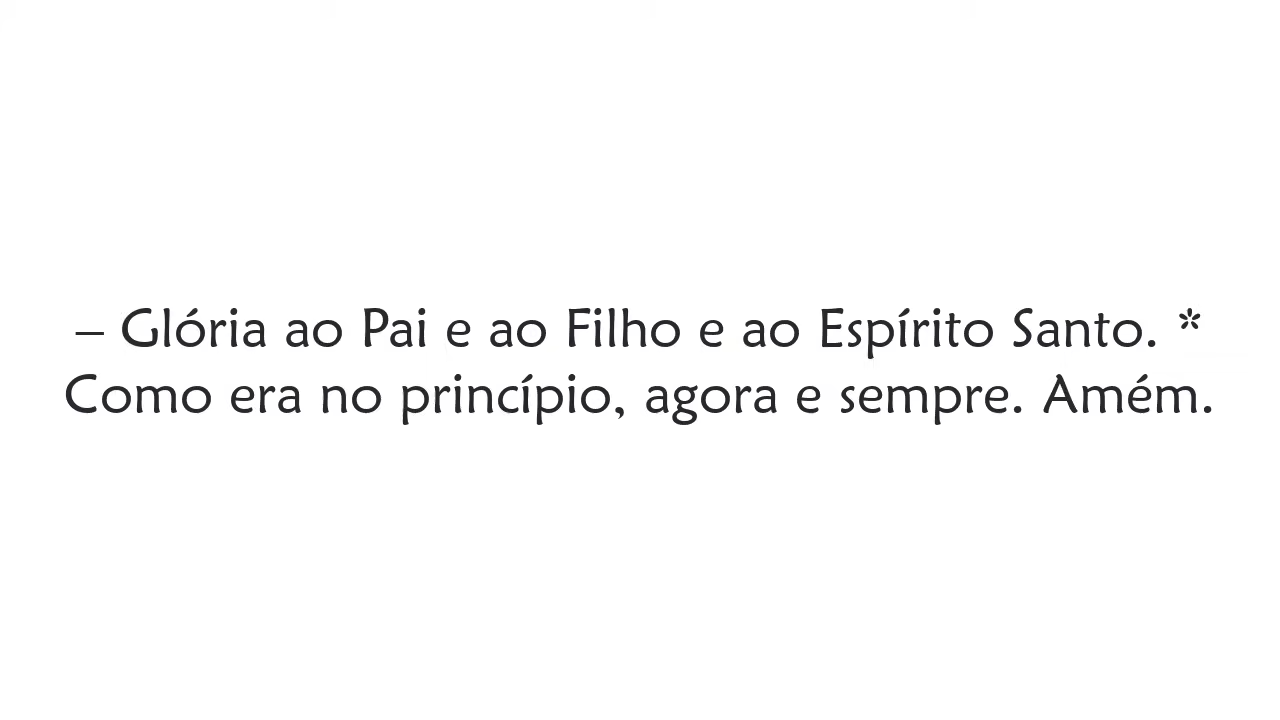 – Glória ao Pai e ao Filho e ao Espírito Santo. *
Como era no princípio, agora e sempre. Amém.